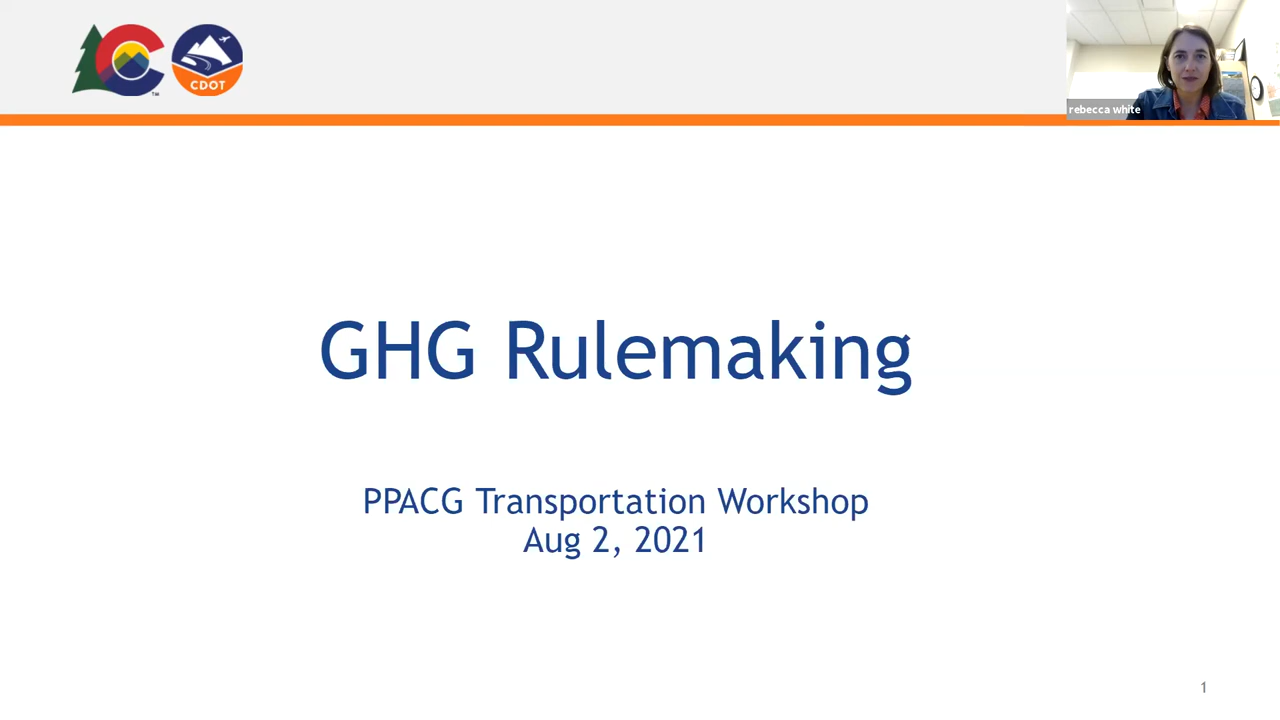 CDOT
rebecca white
GHG Rulemaking
PPACG Transportation Workshop
Aug 2, 2021
1